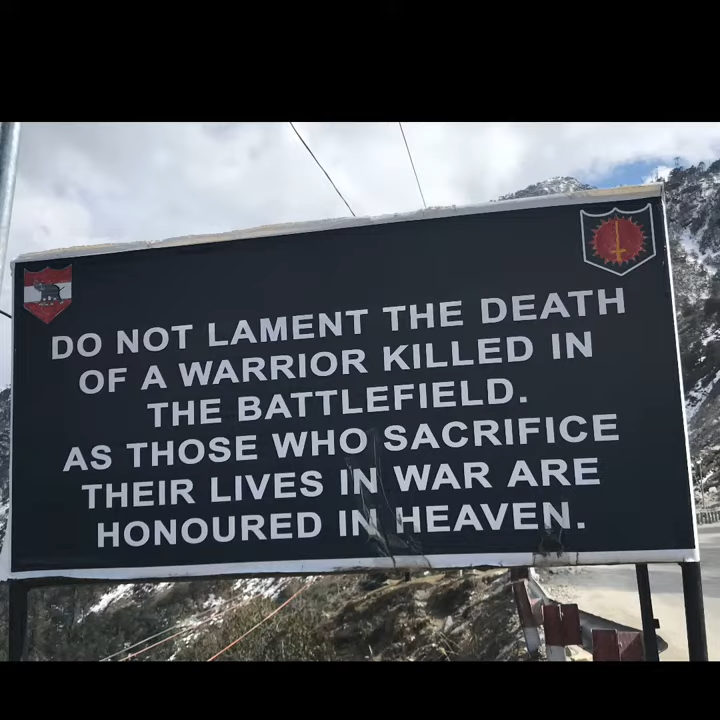 DO NOT LAMENT THE DEATH
OF A WARRIOR KILLED IN
THE BATTLEFIELD.
AS THOSE WHO SACRIFICE
THEIR LIVES IN WAR ARE
HONOURED IN HEAVEN.